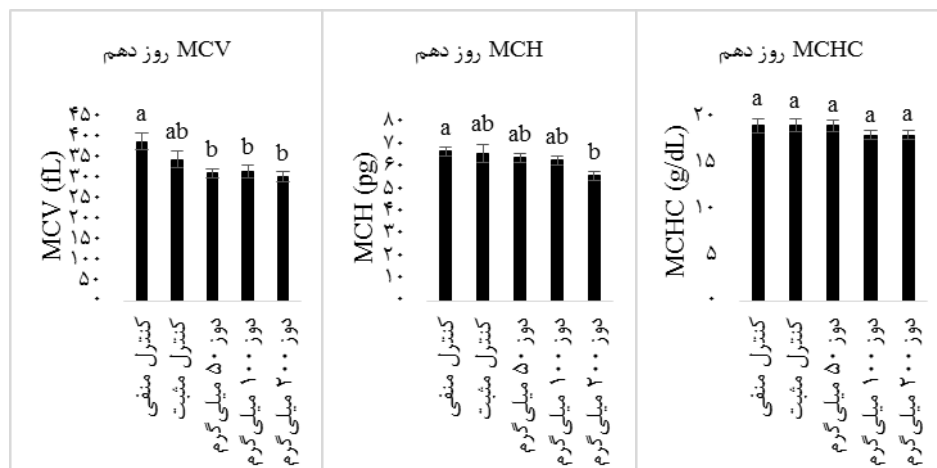 MCV روز دهم
MCV (fL)
۴۵۰
۴۰۰
۳۵۰
۳۰۰
۲۵۰
۲۰۰
۱۵۰
۱۰۰
۵۰
۰
a
ab
b
b
b
کنترل منفی
کنترل مثبت
دوز ۵۰ میلی‌گرم
دوز ۱۰۰ میلی‌گرم
دوز ۲۰۰ میلی‌گرم
MCH روز دهم
MCH (pg)
۸۰
۷۰
۶۰
۵۰
۴۰
۳۰
۲۰
۱۰
۰
a
ab
ab
ab
b
کنترل منفی
کنترل مثبت
دوز ۵۰ میلی‌گرم
دوز ۱۰۰ میلی‌گرم
دوز ۲۰۰ میلی‌گرم
MCHC روز دهم
MCHC (g/dL)
۲۰
۱۵
۱۰
۵
۰
a
a
a
a
a
کنترل منفی
کنترل مثبت
دوز ۵۰ میلی‌گرم
دوز ۱۰۰ میلی‌گرم
دوز ۲۰۰ میلی‌گرم